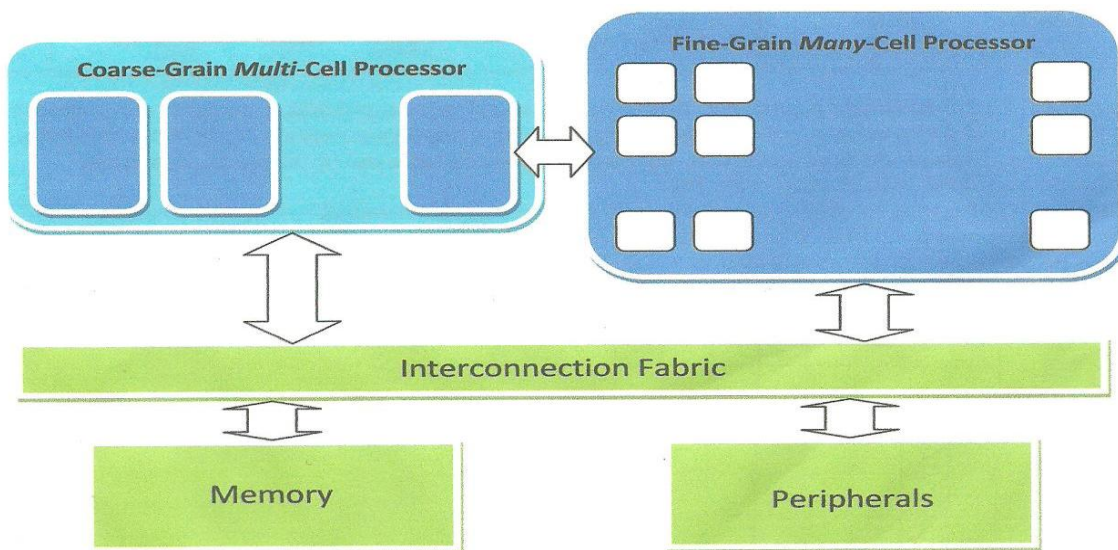 Coarse-Grain Multi-Cell Processor
Fine-Grain Many-Cell Processor
Interconnection Fabric
Memory
Peripherals